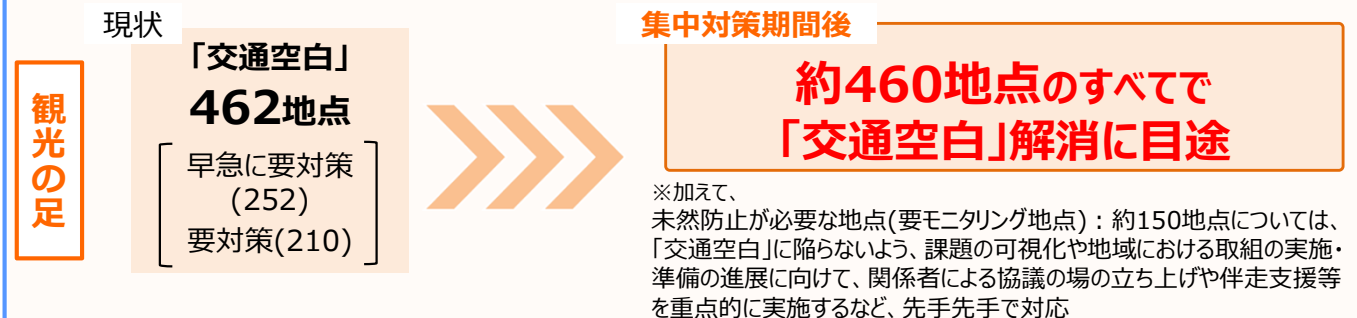 観光の足
現状
「交通空白」
462地点
早急に要対策
(252)
要対策(210)
集中対策期間後
約460地点のすべてで
「交通空白」解消に目途
※加えて、
未然防止が必要な地点(要モニタリング地点)：約150地点については、
「交通空白」に陥らないよう、課題の可視化や地域における取組の実施・
準備の進展に向けて、関係者による協議の場の立ち上げや伴走支援等
を重点的に実施するなど、先手先手で対応